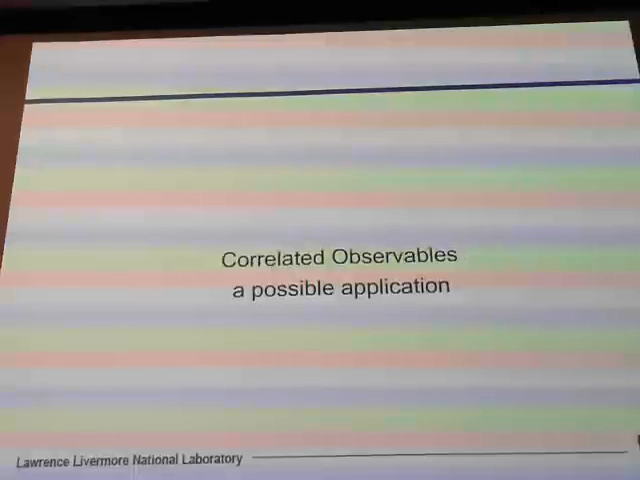 Correlated Observables
a possible application
Lawrence Livermore National Laboratory